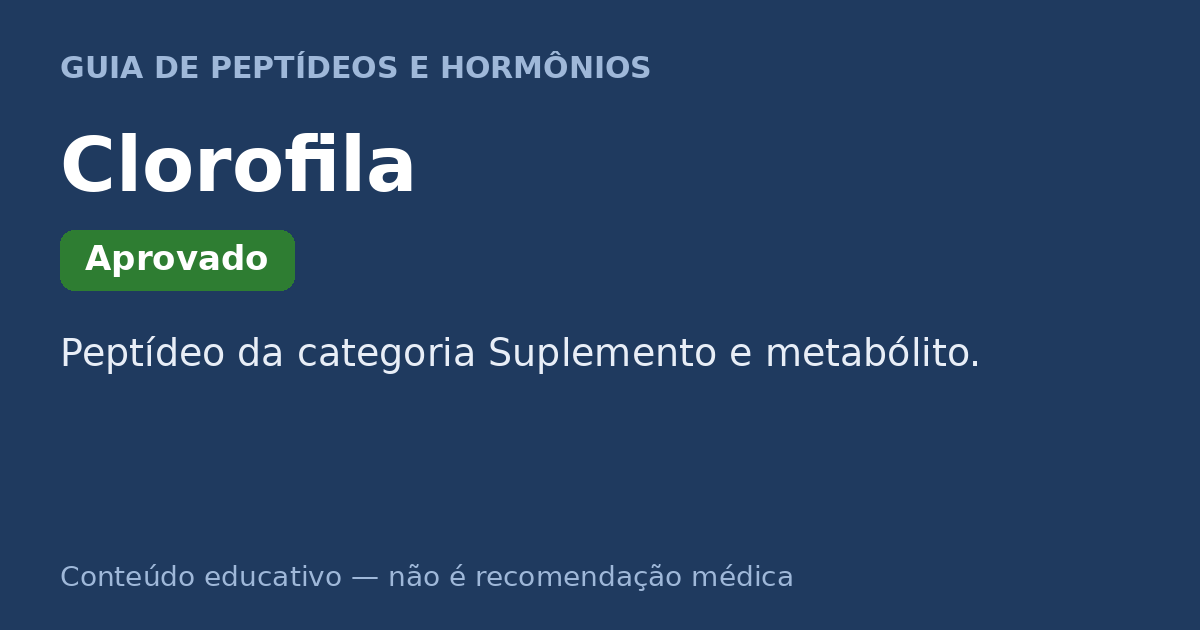 GUIA DE PEPTÍDEOS E HORMÔNIOS
Clorofila
Aprovado
Peptídeo da categoria Suplemento e metabólito.
Conteúdo educativo — não é recomendação médica